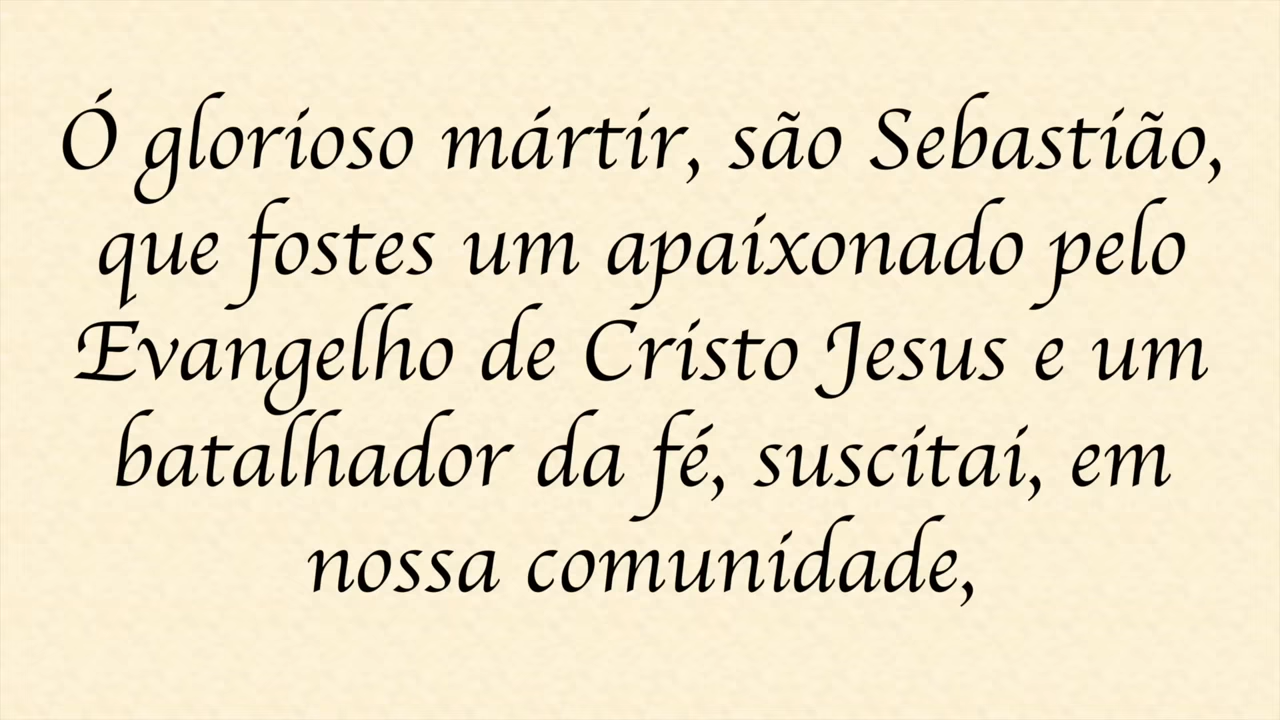 Ó glorioso mártir, são Sebastião,
que fostes um apaixonado pelo
Evangelho de Cristo Jesus e um
batalhador da fé, suscitai, em
nossa comunidade,